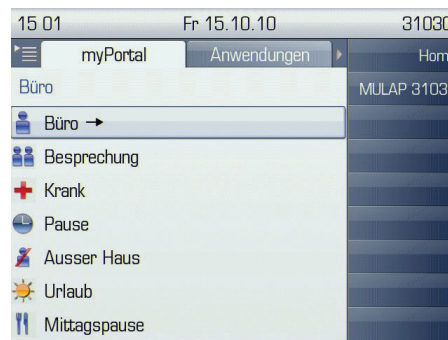 15 01 Fr 15.10.10 31030
myPortal Anwendungen Hom
Büro MULAP 3103
Büro →
Besprechung
Krank
Pause
Ausser Haus
Urlaub
Mittagspause